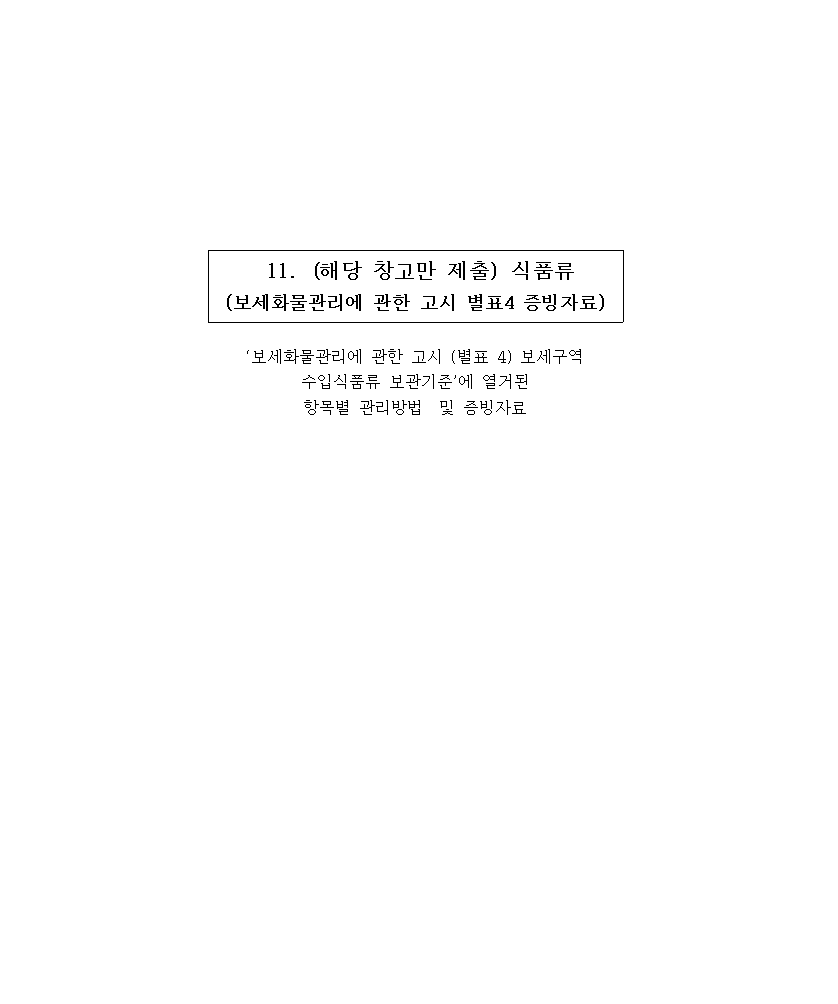 11. (해당 창고만 제출) 식품류
(보세화물관리에 관한 고시 별표4 증빙자료)
‘보세화물관리에 관한 고시 (별표 4) 보세구역
수입식품류 보관기준’에 열거된
항목별 관리방법 및 증빙자료